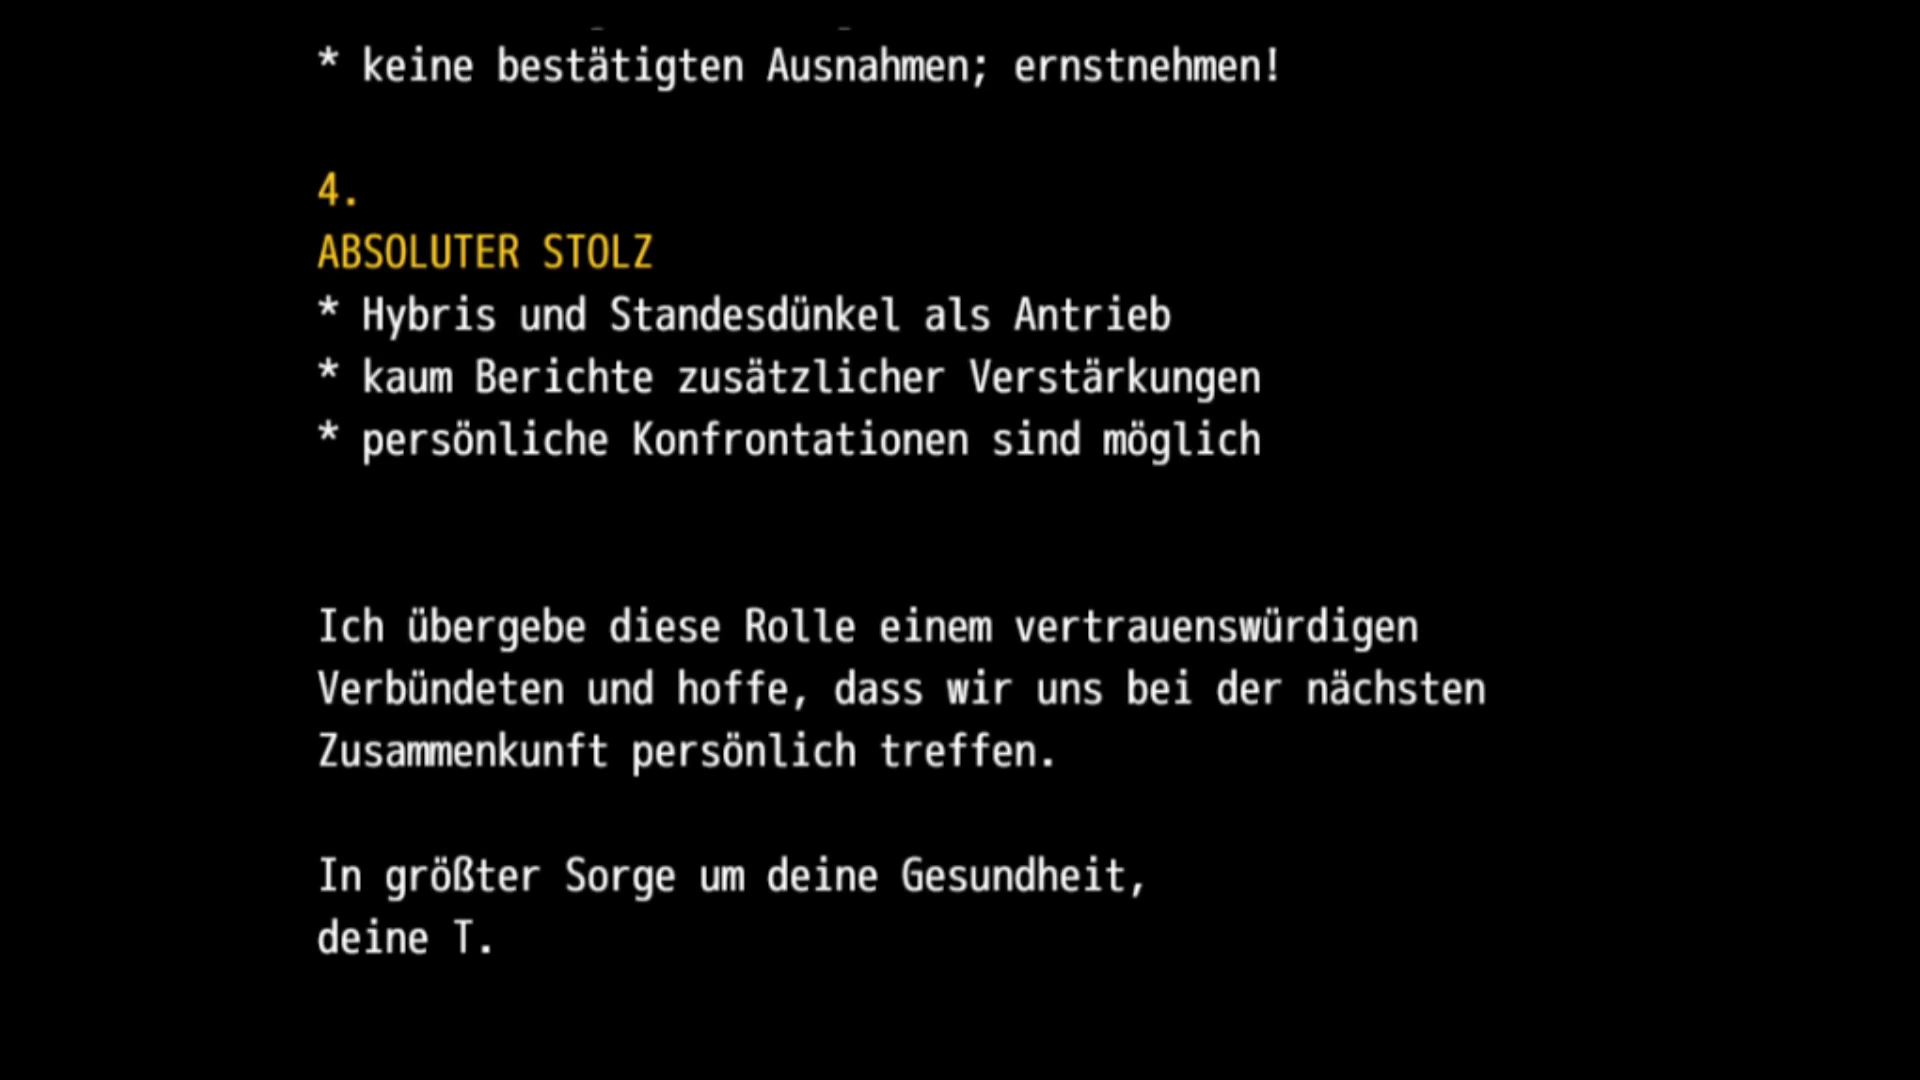 * keine bestätigten Ausnahmen; ernstnehmen!
4.
ABSOLUTER STOLZ
* Hybris und Standesdünkel als Antrieb
* kaum Berichte zusätzlicher Verstärkungen
* persönliche Konfrontationen sind möglich
Ich übergebe diese Rolle einem vertrauenswürdigen
Verbündeten und hoffe, dass wir uns bei der nächsten
Zusammenkunft persönlich treffen.
In größter Sorge um deine Gesundheit,
deine T.